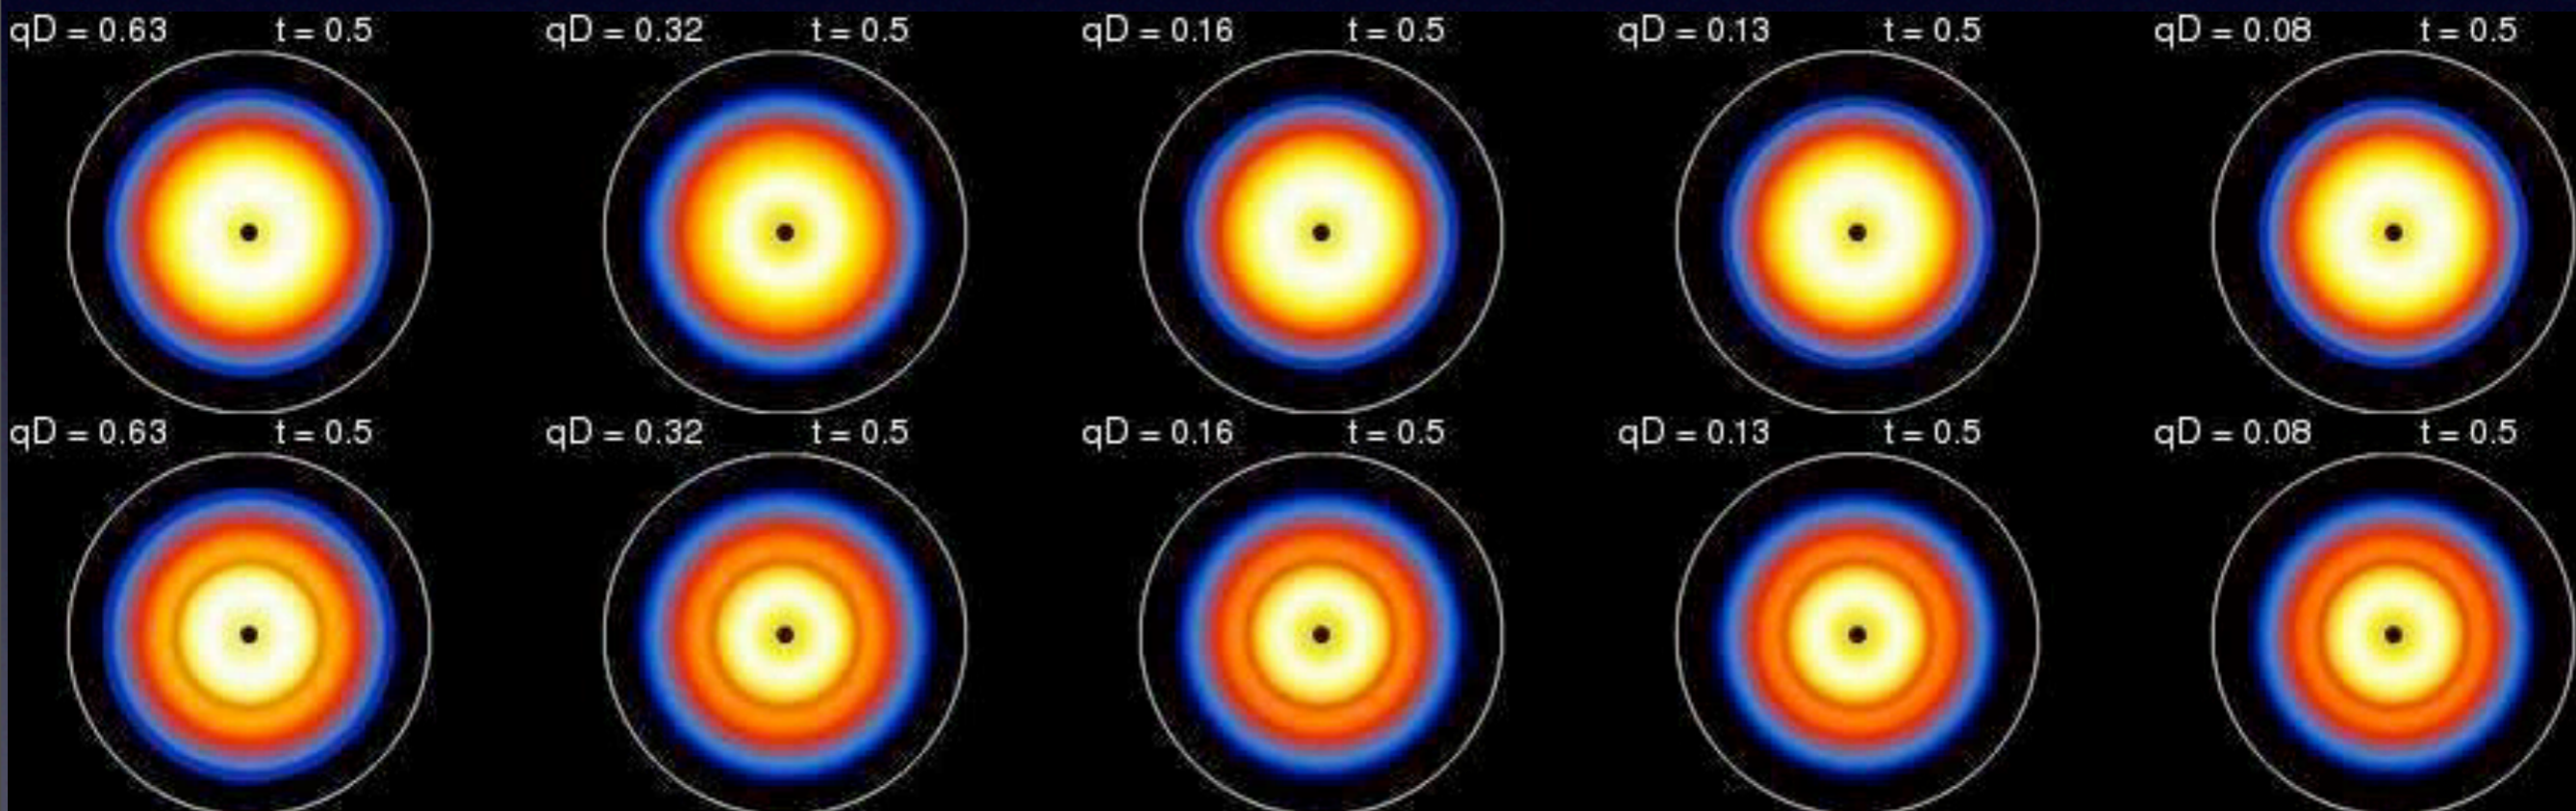 qD = 0.63 t = 0.5 qD = 0.32 t = 0.5 qD = 0.16 t = 0.5 qD = 0.13 t = 0.5 qD = 0.08 t = 0.5
qD = 0.63 t = 0.5 qD = 0.32 t = 0.5 qD = 0.16 t = 0.5 qD = 0.13 t = 0.5 qD = 0.08 t = 0.5